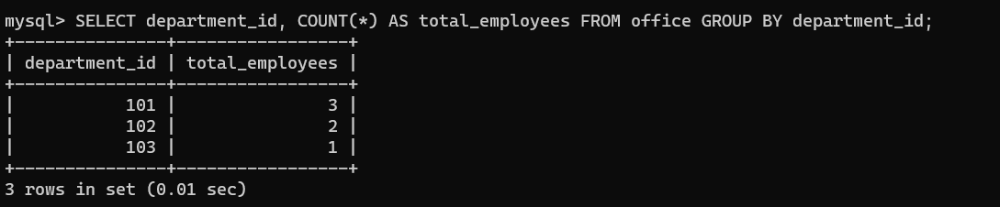 mysql> SELECT department_id, COUNT(*) AS total_employees FROM office GROUP BY department_id;
+---------------+-----------------+
| department_id | total_employees |
+---------------+-----------------+
|           101 |               3 |
|           102 |               2 |
|           103 |               1 |
+---------------+-----------------+
3 rows in set (0.01 sec)